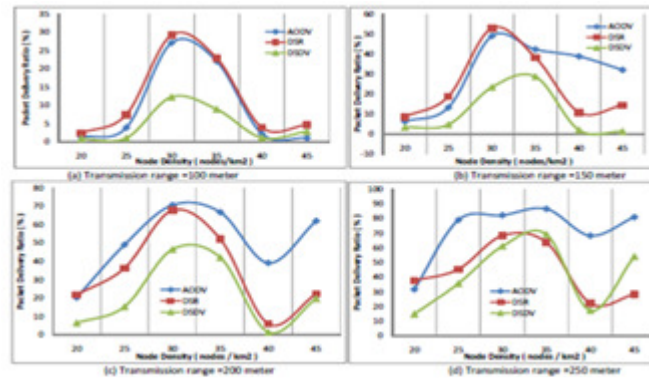 Packet Delivery Ratio (%)
35
30
25
20
15
10
5
0
AODV
DSR
DSDV
20 25 30 35 40 45
Node Density ( nodes/km2 )
(a) Transmission range =100 meter
Packet Delivery Ratio (%)
60
50
40
30
20
10
0
-10
AODV
DSR
DSDV
20 25 30 35 40 45
Node Density (nodes/km2)
(b) Transmission range =150 meter
Packet Delivery Ratio (%)
80
70
60
50
40
30
20
10
0
AODV
DSR
DSDV
20 25 30 35 40 45
Node Density ( nodes / km2 )
(c) Transmission range =200 meter
Packet Delivery Ratio (%)
100
90
80
70
60
50
40
30
20
10
0
AODV
DSR
DSDV
20 25 30 35 40 45
Node Density ( nodes / km2 )
(d) Transmission range =250 meter